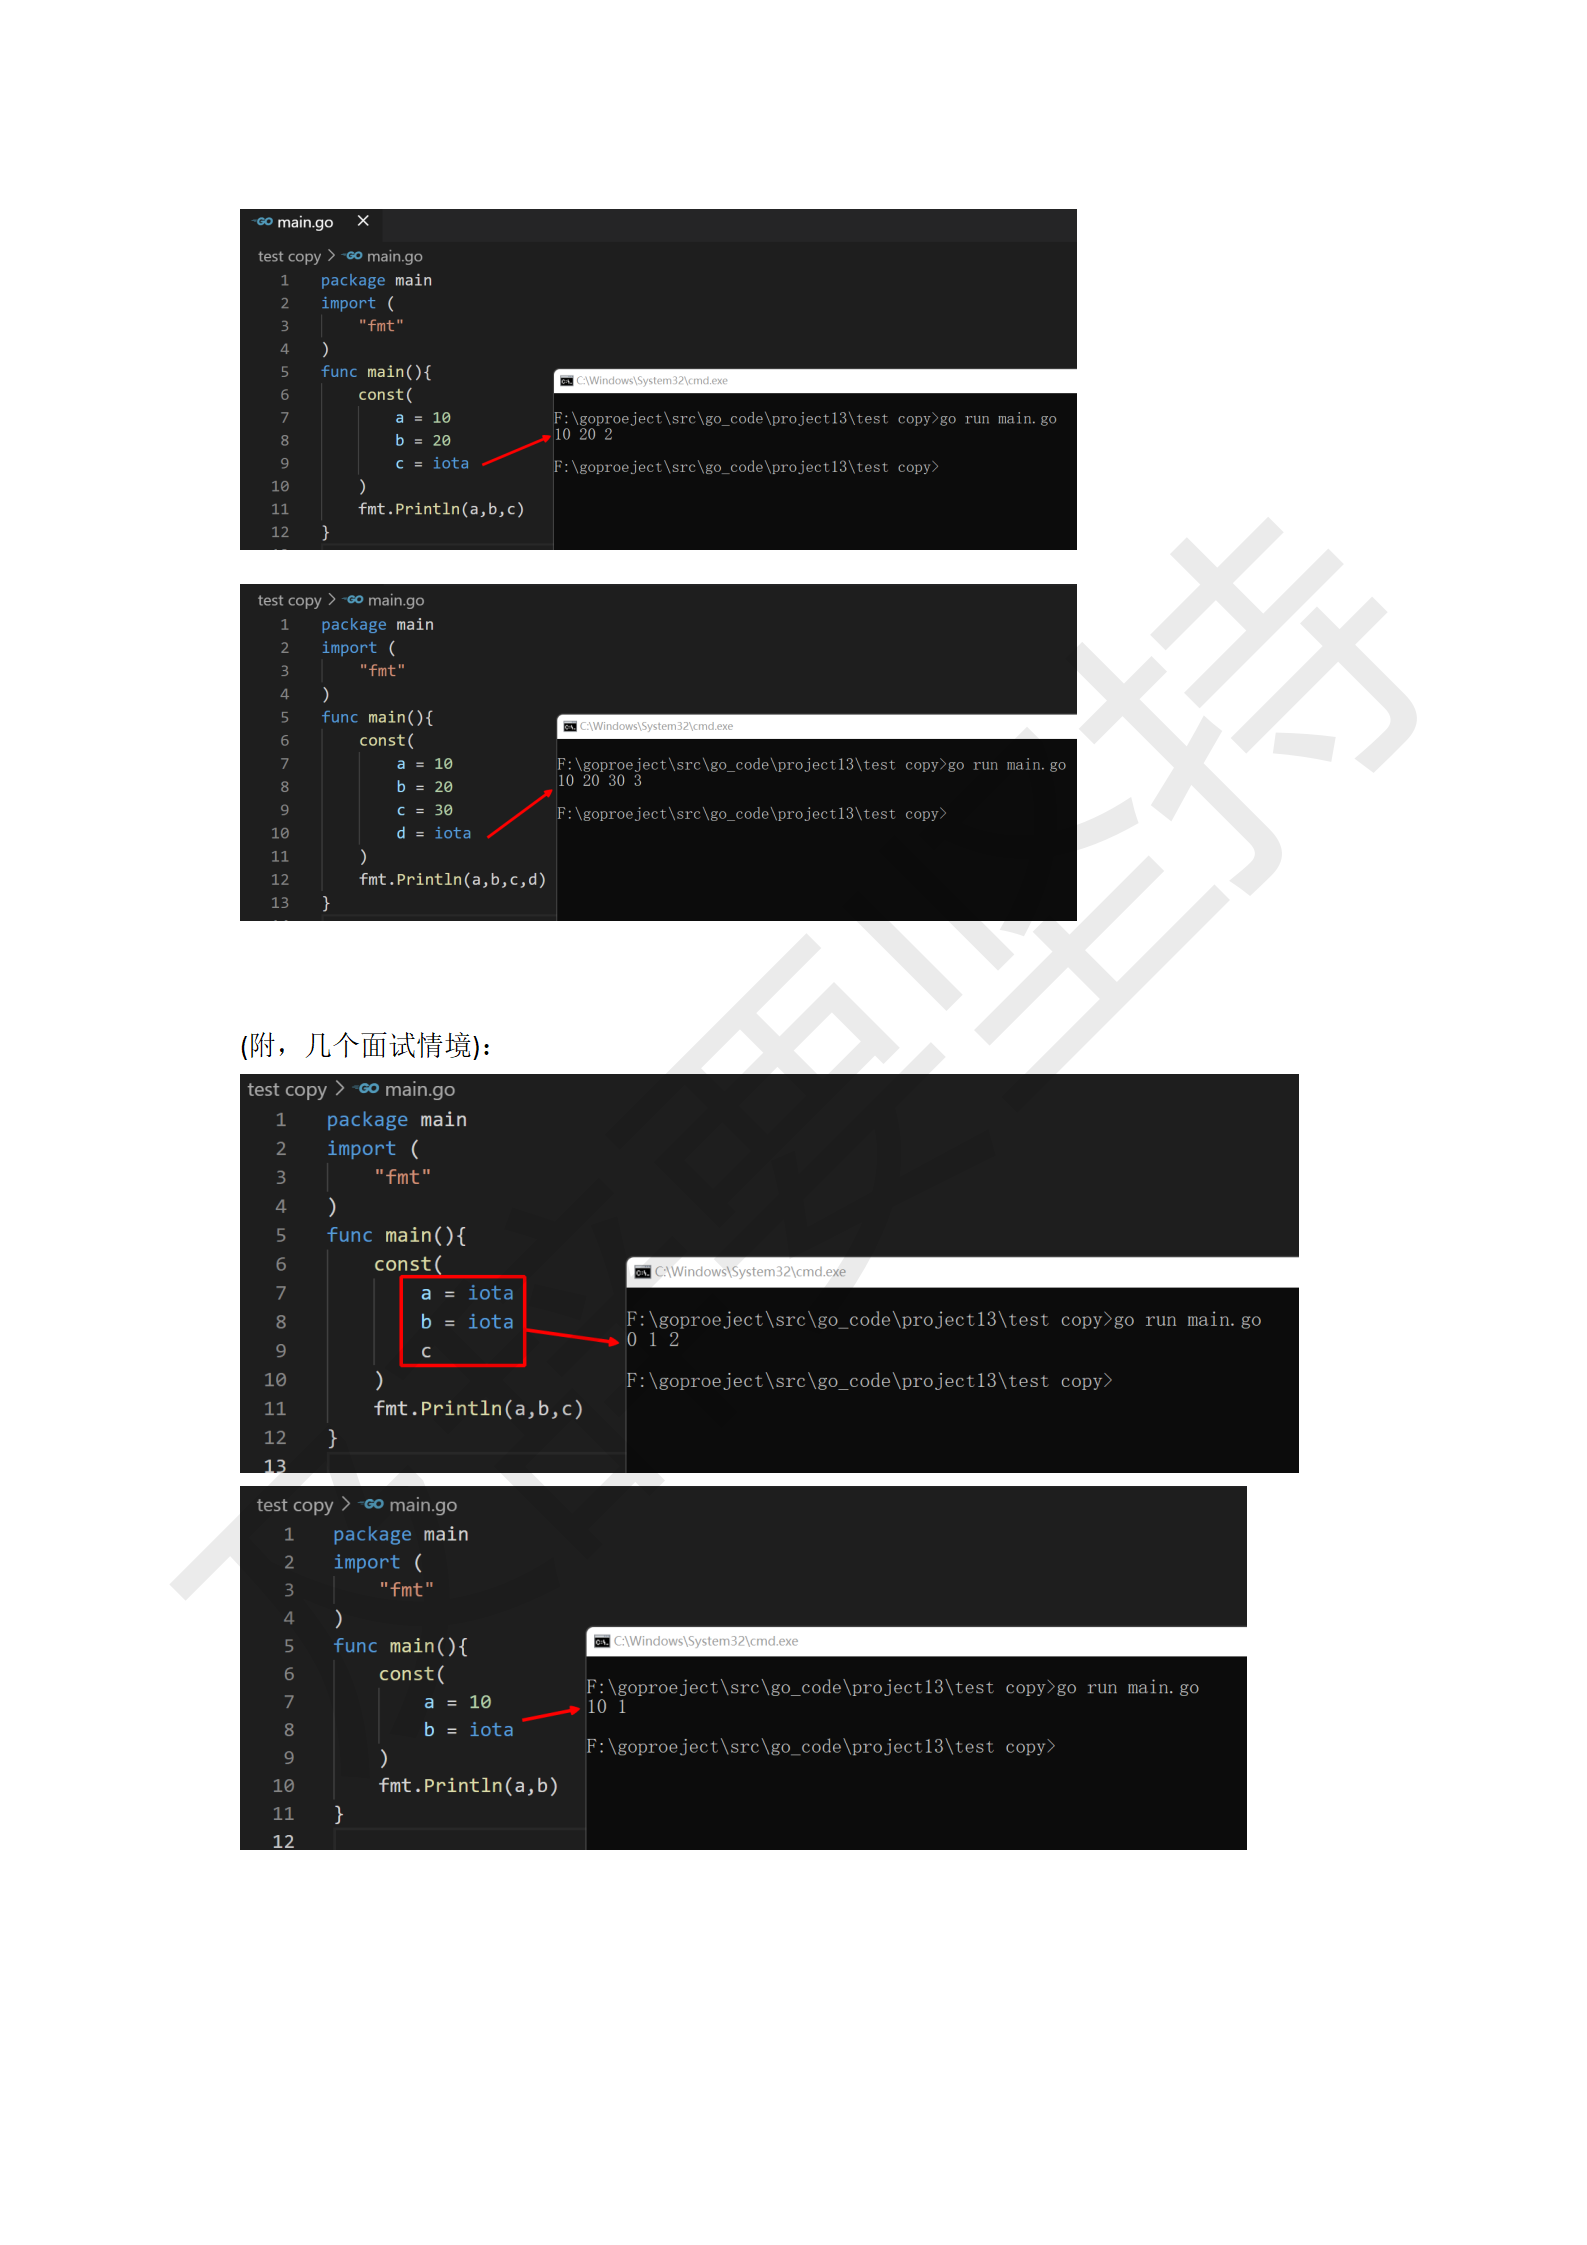 main.go
test copy > main.go
1 package main
2 import (
3 "fmt"
4 )
5 func main(){
6 const(
7 a = 10
8 b = 20
9 c = iota
10 )
11 fmt.Println(a,b,c)
12 }
C:\Windows\System32\cmd.exe
F:\goproeject\src\go_code\project13\test copy>go run main.go
10 20 2
F:\goproeject\src\go_code\project13\test copy>
test copy > main.go
1 package main
2 import (
3 "fmt"
4 )
5 func main(){
6 const(
7 a = 10
8 b = 20
9 c = 30
10 d = iota
11 )
12 fmt.Println(a,b,c,d)
13 }
C:\Windows\System32\cmd.exe
F:\goproeject\src\go_code\project13\test copy>go run main.go
10 20 30 3
F:\goproeject\src\go_code\project13\test copy>
(附，几个面试情境)：
test copy > main.go
1 package main
2 import (
3 "fmt"
4 )
5 func main(){
6 const(
7 a = iota
8 b = iota
9 c
10 )
11 fmt.Println(a,b,c)
12 }
13
C:\Windows\System32\cmd.exe
F:\goproeject\src\go_code\project13\test copy>go run main.go
0 1 2
F:\goproeject\src\go_code\project13\test copy>
test copy > main.go
1 package main
2 import (
3 "fmt"
4 )
5 func main(){
6 const(
7 a = 10
8 b = iota
9 )
10 fmt.Println(a,b)
11 }
12
C:\Windows\System32\cmd.exe
F:\goproeject\src\go_code\project13\test copy>go run main.go
10 1
F:\goproeject\src\go_code\project13\test copy>